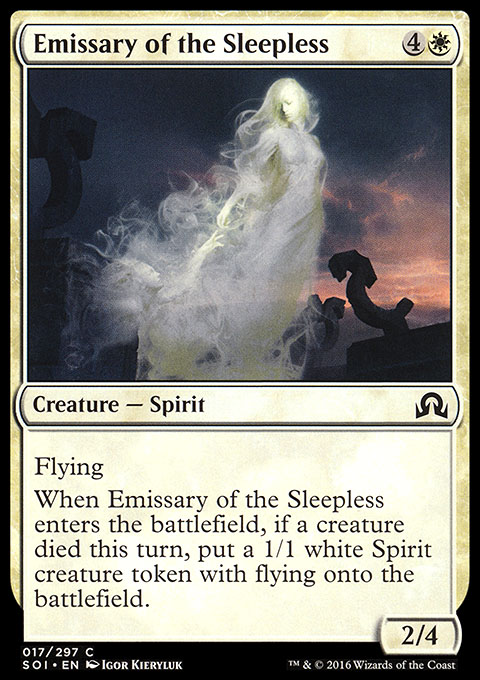 Emissary of the Sleepless 4
Creature — Spirit
Flying
When Emissary of the Sleepless
enters the battlefield, if a creature
died this turn, put a 1/1 white Spirit
creature token with flying onto the
battlefield.
2/4
017/297 C
SOI • EN Igor Kieryluk
™ & © 2016 Wizards of the Coast